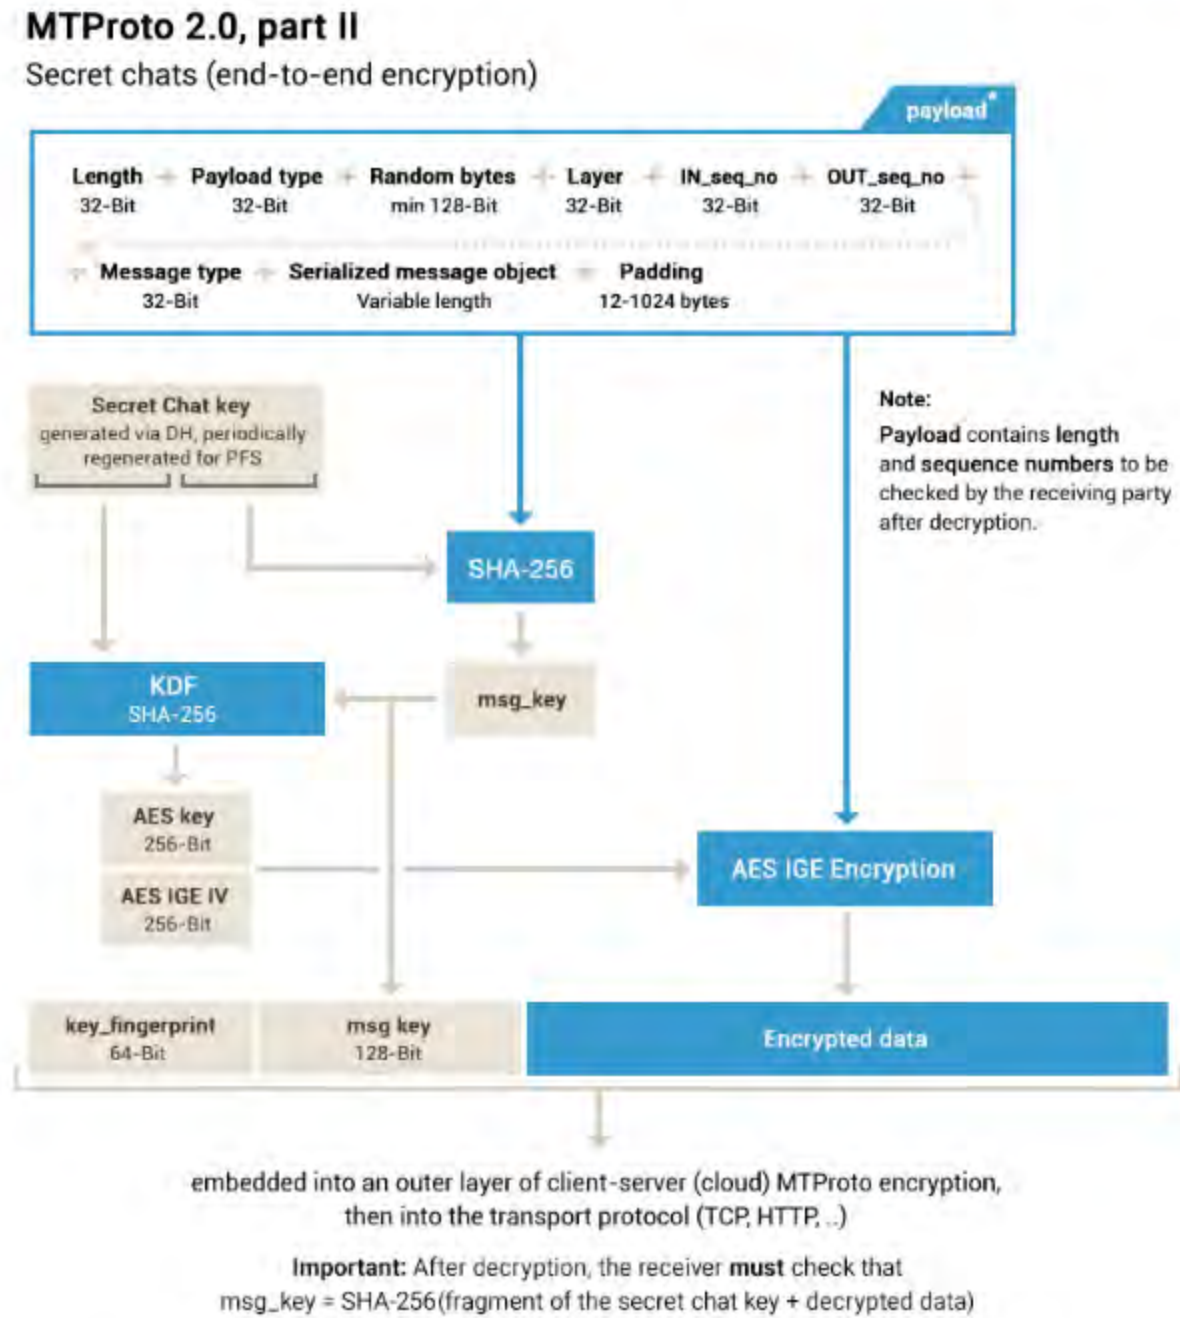 MTProto 2.0, part II
Secret chats (end-to-end encryption)
payload*
Length + Payload type + Random bytes + Layer + IN_seq_no + OUT_seq_no +
32-Bit 32-Bit min 128-Bit 32-Bit 32-Bit 32-Bit
+ Message type + Serialized message object + Padding
32-Bit Variable length 12-1024 bytes
Secret Chat key
generated via DH, periodically
regenerated for PFS
Note:
Payload contains length
and sequence numbers to be
checked by the receiving party
after decryption.
SHA-256
KDF
SHA-256
msg_key
AES key
256-Bit
AES IGE IV
256-Bit
AES IGE Encryption
key_fingerprint
64-Bit
msg key
128-Bit
Encrypted data
embedded into an outer layer of client-server (cloud) MTProto encryption,
then into the transport protocol (TCP, HTTP, ..)
Important: After decryption, the receiver must check that
msg_key = SHA-256(fragment of the secret chat key + decrypted data)